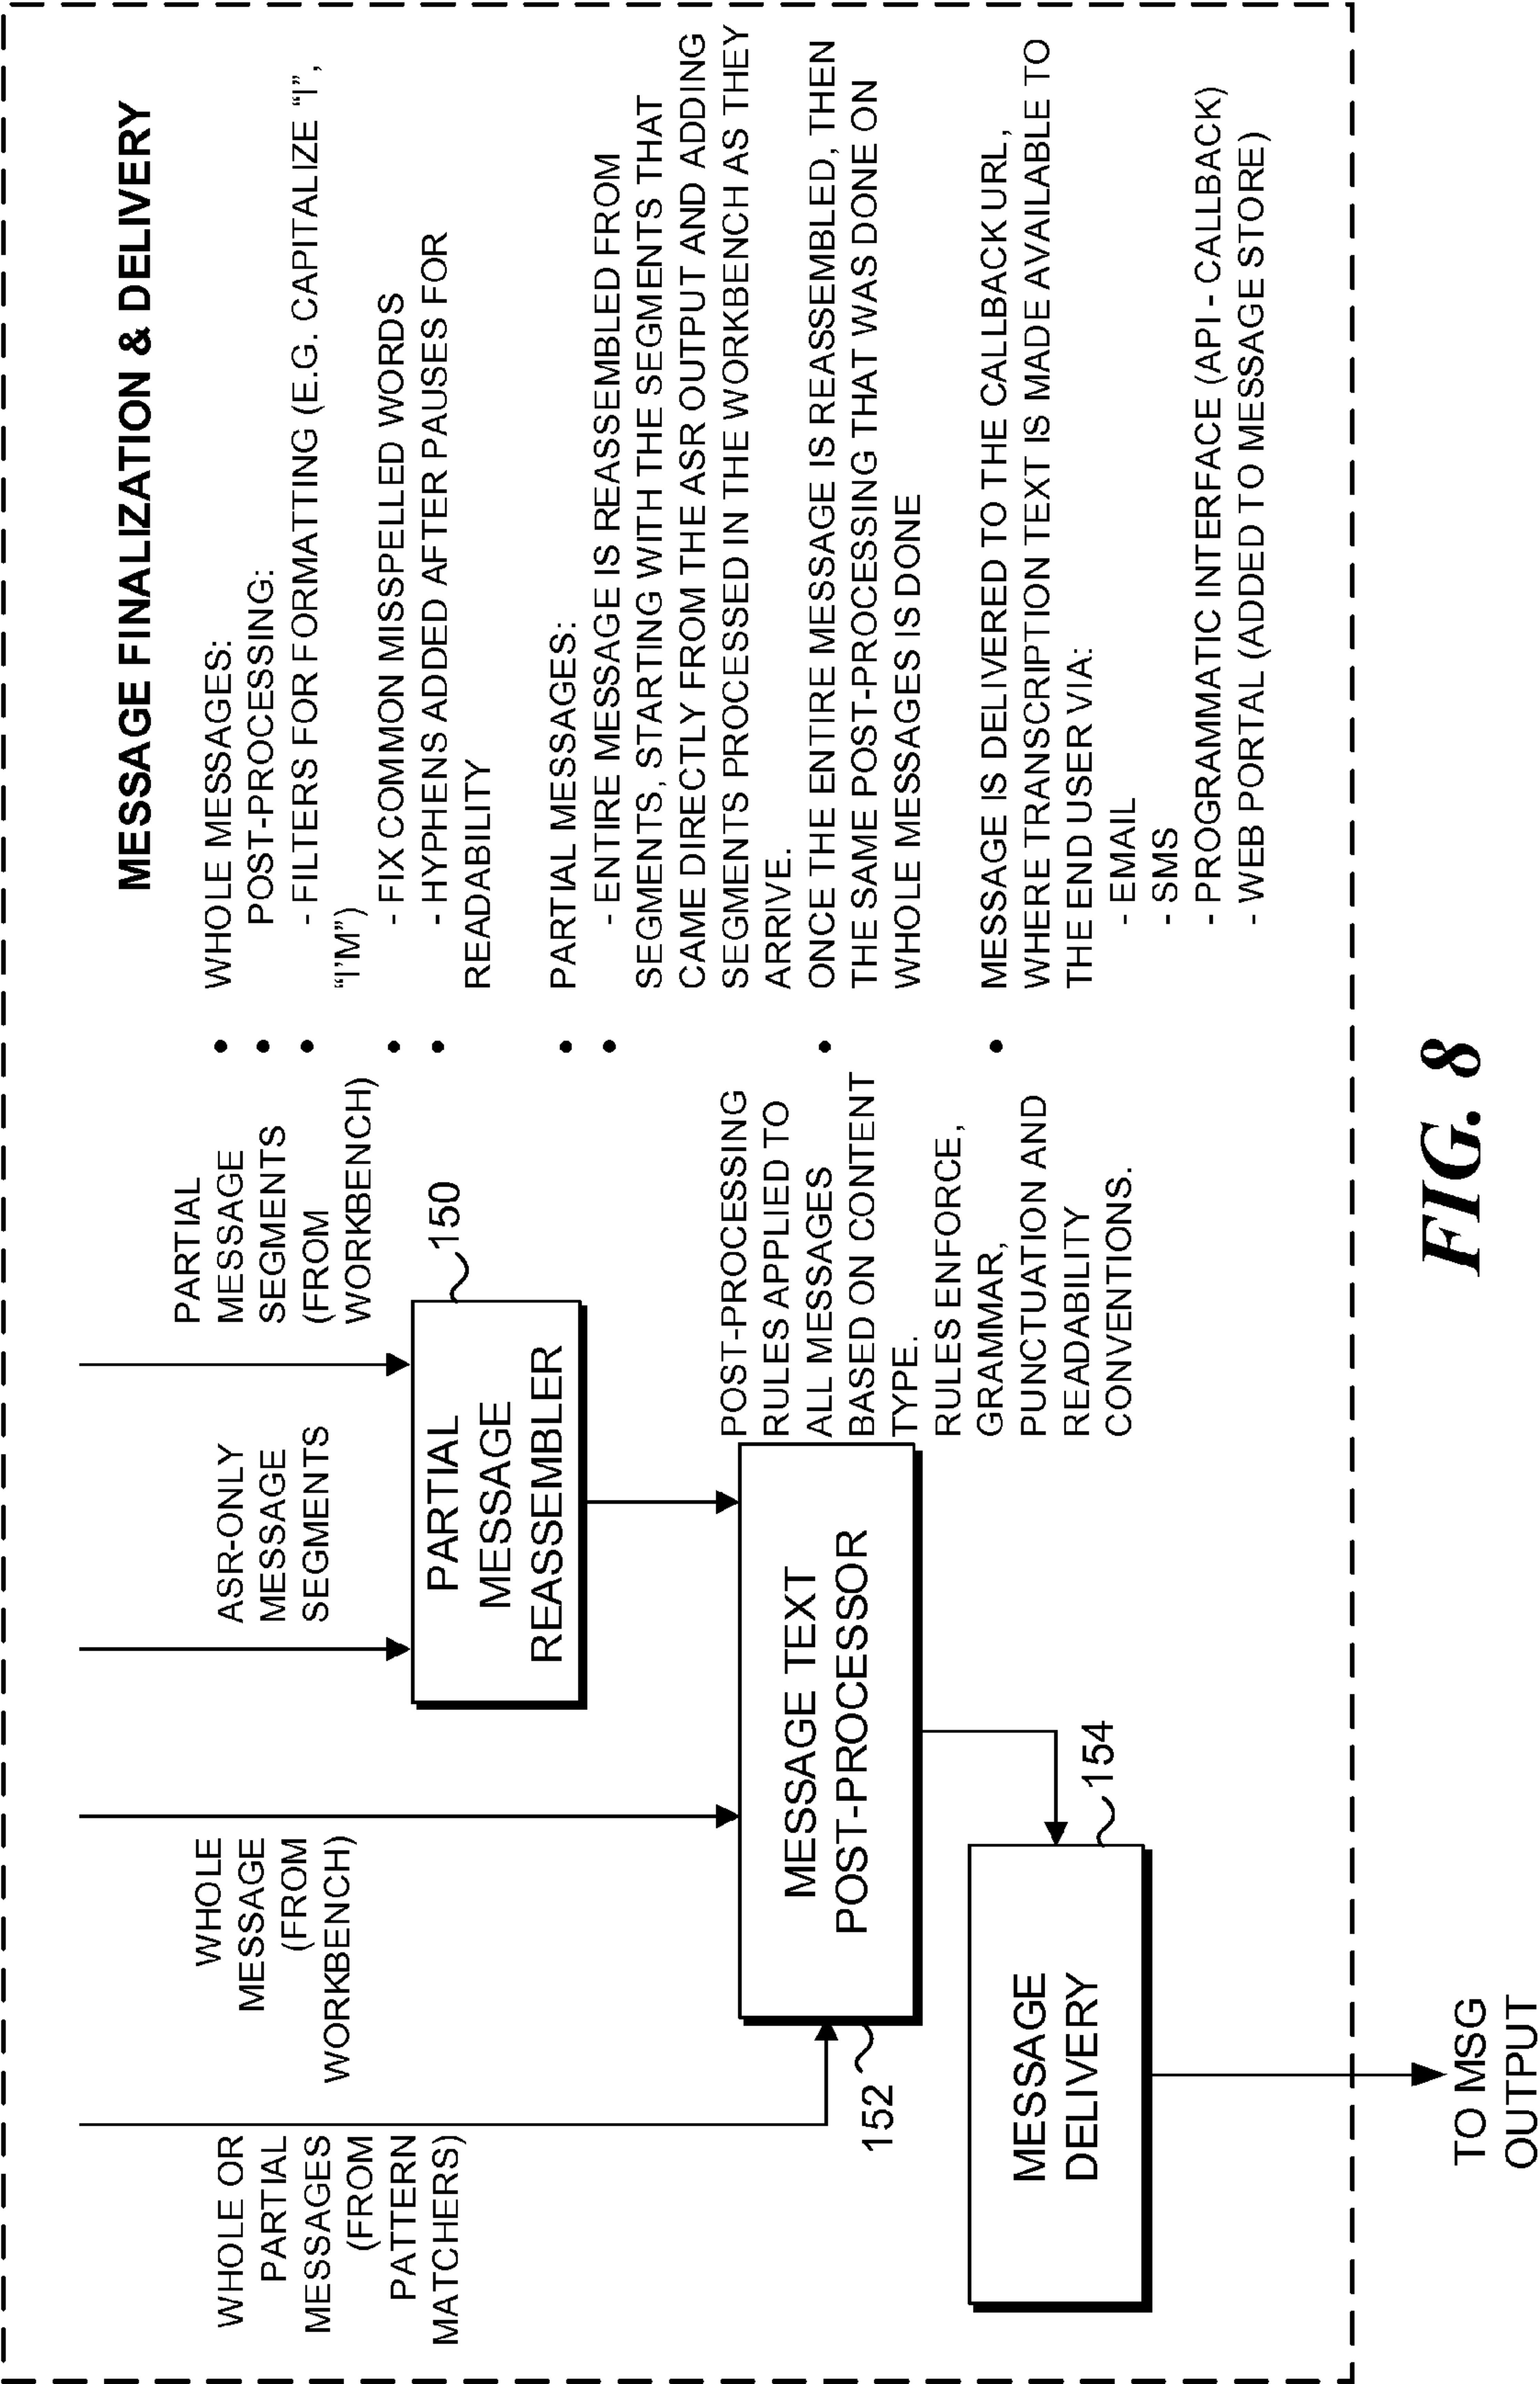 MESSAGE FINALIZATION & DELIVERY
WHOLE OR
PARTIAL
MESSAGES
(FROM
PATTERN
MATCHERS)
WHOLE
MESSAGE
(FROM
WORKBENCH)
ASR-ONLY
MESSAGE
SEGMENTS
PARTIAL
MESSAGE
SEGMENTS
(FROM
WORKBENCH)
PARTIAL
MESSAGE
REASSEMBLER
150
MESSAGE TEXT
POST-PROCESSOR
152
POST-PROCESSING
RULES APPLIED TO
ALL MESSAGES
BASED ON CONTENT
TYPE.
RULES ENFORCE,
GRAMMAR,
PUNCTUATION AND
READABILITY
CONVENTIONS.
MESSAGE
DELIVERY
154
TO MSG
OUTPUT
• WHOLE MESSAGES:
• POST-PROCESSING:
• - FILTERS FOR FORMATTING (E.G. CAPITALIZE “I”,
“I’M”)
• - FIX COMMON MISSPELLED WORDS
• - HYPHENS ADDED AFTER PAUSES FOR
READABILITY
• PARTIAL MESSAGES:
• - ENTIRE MESSAGE IS REASSEMBLED FROM
SEGMENTS, STARTING WITH THE SEGMENTS THAT
CAME DIRECTLY FROM THE ASR OUTPUT AND ADDING
SEGMENTS PROCESSED IN THE WORKBENCH AS THEY
ARRIVE.
• ONCE THE ENTIRE MESSAGE IS REASSEMBLED, THEN
THE SAME POST-PROCESSING THAT WAS DONE ON
WHOLE MESSAGES IS DONE
• MESSAGE IS DELIVERED TO THE CALLBACK URL,
WHERE TRANSCRIPTION TEXT IS MADE AVAILABLE TO
THE END USER VIA:
- EMAIL
- SMS
- PROGRAMMATIC INTERFACE (API - CALLBACK)
- WEB PORTAL (ADDED TO MESSAGE STORE)
FIG. 8